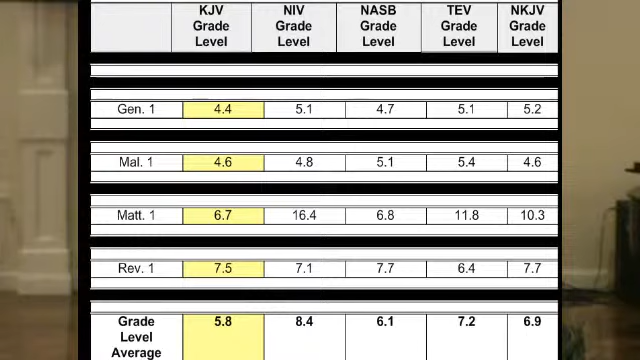 KJV Grade Level NIV Grade Level NASB Grade Level TEV Grade Level NKJV Grade Level
Gen. 1 4.4 5.1 4.7 5.1 5.2
Mal. 1 4.6 4.8 5.1 5.4 4.6
Matt. 1 6.7 16.4 6.8 11.8 10.3
Rev. 1 7.5 7.1 7.7 6.4 7.7
Grade Level Average 5.8 8.4 6.1 7.2 6.9